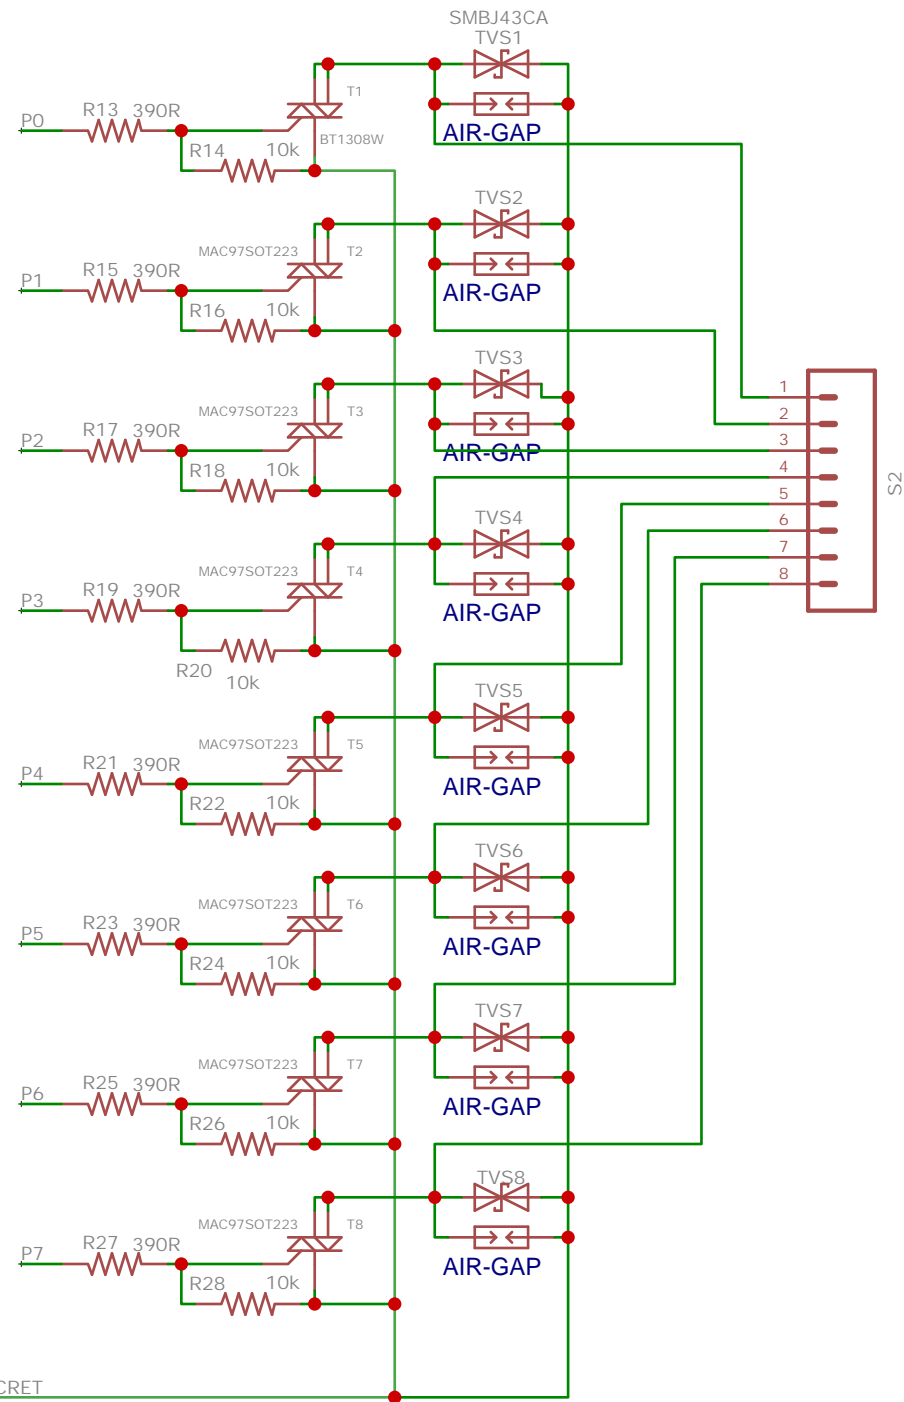 SMBJ43CA
TVS1
T1
R13 390R
P0
BT1308W
AIR-GAP
R14 10k
TVS2
MAC97SOT223 T2
R15 390R
P1
AIR-GAP
R16 10k
TVS3
1
MAC97SOT223 T3
2
R17 390R
P2
3
AIR-GAP
R18 10k
4
S2
5
TVS4
6
7
MAC97SOT223 T4
8
R19 390R
P3
AIR-GAP
R20
10k
TVS5
MAC97SOT223 T5
R21 390R
P4
AIR-GAP
R22 10k
TVS6
MAC97SOT223 T6
R23 390R
P5
AIR-GAP
R24 10k
TVS7
MAC97SOT223 T7
R25 390R
P6
AIR-GAP
R26 10k
TVS8
MAC97SOT223 T8
R27 390R
P7
AIR-GAP
R28 10k
CRET